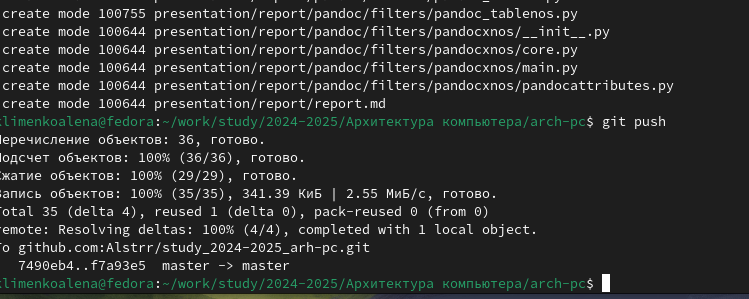 create mode 100755 presentation/report/pandoc/filters/pandoc_tablenos.py
create mode 100644 presentation/report/pandoc/filters/pandocxnos/__init__.py
create mode 100644 presentation/report/pandoc/filters/pandocxnos/core.py
create mode 100644 presentation/report/pandoc/filters/pandocxnos/main.py
create mode 100644 presentation/report/pandoc/filters/pandocxnos/pandocattributes.py
create mode 100644 presentation/report/report.md
klimenkoalena@fedora:~/work/study/2024-2025/Архитектура компьютера/arch-pc$ git push
Перечисление объектов: 36, готово.
Подсчет объектов: 100% (36/36), готово.
Сжатие объектов: 100% (29/29), готово.
Запись объектов: 100% (35/35), 341.39 КиБ | 2.55 МиБ/с, готово.
Total 35 (delta 4), reused 1 (delta 0), pack-reused 0 (from 0)
remote: Resolving deltas: 100% (4/4), completed with 1 local object.
To github.com:Alstrr/study_2024-2025_arh-pc.git
7490eb4..f7a93e5 master -> master
klimenkoalena@fedora:~/work/study/2024-2025/Архитектура компьютера/arch-pc$